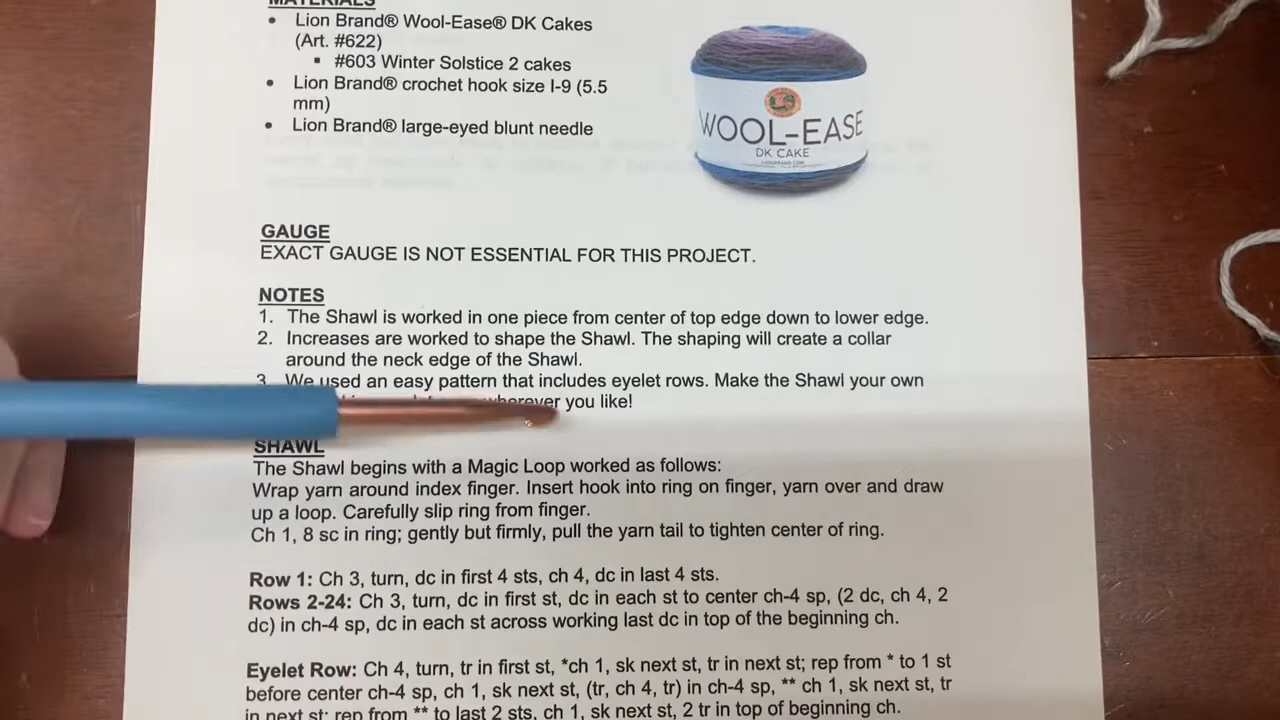 MATERIALS
Lion Brand® Wool-Ease® DK Cakes
(Art. #622)
#603 Winter Solstice 2 cakes
Lion Brand® crochet hook size I-9 (5.5
mm)
Lion Brand® large-eyed blunt needle
WOOL-EASE
DK CAKE
GAUGE
EXACT GAUGE IS NOT ESSENTIAL FOR THIS PROJECT.
NOTES
1. The Shawl is worked in one piece from center of top edge down to lower edge.
2. Increases are worked to shape the Shawl. The shaping will create a collar
around the neck edge of the Shawl.
3. We used an easy pattern that includes eyelet rows. Make the Shawl your own
wherever you like!
SHAWL
The Shawl begins with a Magic Loop worked as follows:
Wrap yarn around index finger. Insert hook into ring on finger, yarn over and draw
up a loop. Carefully slip ring from finger.
Ch 1, 8 sc in ring; gently but firmly, pull the yarn tail to tighten center of ring.
Row 1: Ch 3, turn, dc in first 4 sts, ch 4, dc in last 4 sts.
Rows 2-24: Ch 3, turn, dc in first st, dc in each st to center ch-4 sp, (2 dc, ch 4, 2
dc) in ch-4 sp, dc in each st across working last dc in top of the beginning ch.
Eyelet Row: Ch 4, turn, tr in first st, *ch 1, sk next st, tr in next st; rep from * to 1 st
before center ch-4 sp, ch 1, sk next st, (tr, ch 4, tr) in ch-4 sp, ** ch 1, sk next st, tr
in next st; rep from ** to last 2 sts, ch 1, sk next st, 2 tr in top of beginning ch.